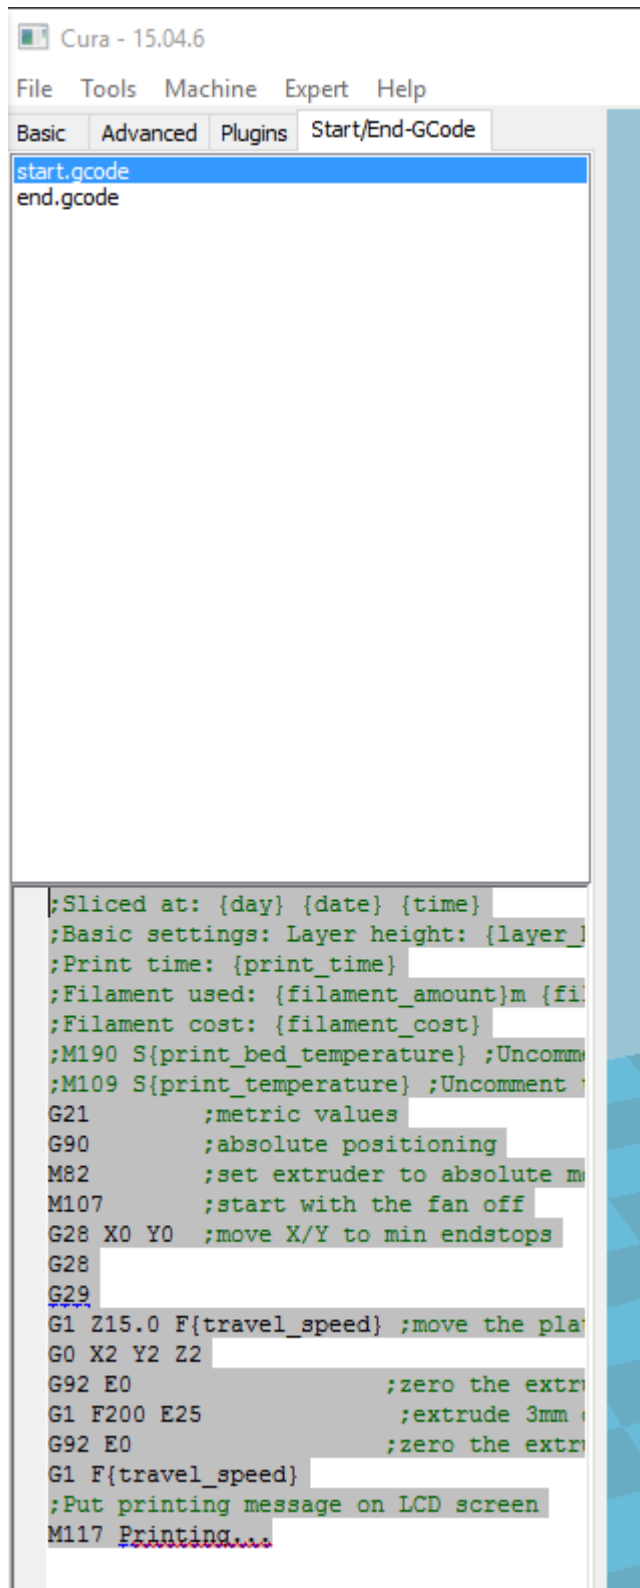 Cura - 15.04.6
File Tools Machine Expert Help
Basic Advanced Plugins Start/End-GCode
start.gcode
end.gcode
;Sliced at: {day} {date} {time}
;Basic settings: Layer height: {layer_
;Print time: {print_time}
;Filament used: {filament_amount}m {fi
;Filament cost: {filament_cost}
;M190 S{print_bed_temperature} ;Uncomm
;M109 S{print_temperature} ;Uncomment
G21 ;metric values
G90 ;absolute positioning
M82 ;set extruder to absolute m
M107 ;start with the fan off
G28 X0 Y0 ;move X/Y to min endstops
G28
G29
G1 Z15.0 F{travel_speed} ;move the pla
G0 X2 Y2 Z2
G92 E0 ;zero the extr
G1 F200 E25 ;extrude 3mm
G92 E0 ;zero the extr
G1 F{travel_speed}
;Put printing message on LCD screen
M117 Printing...